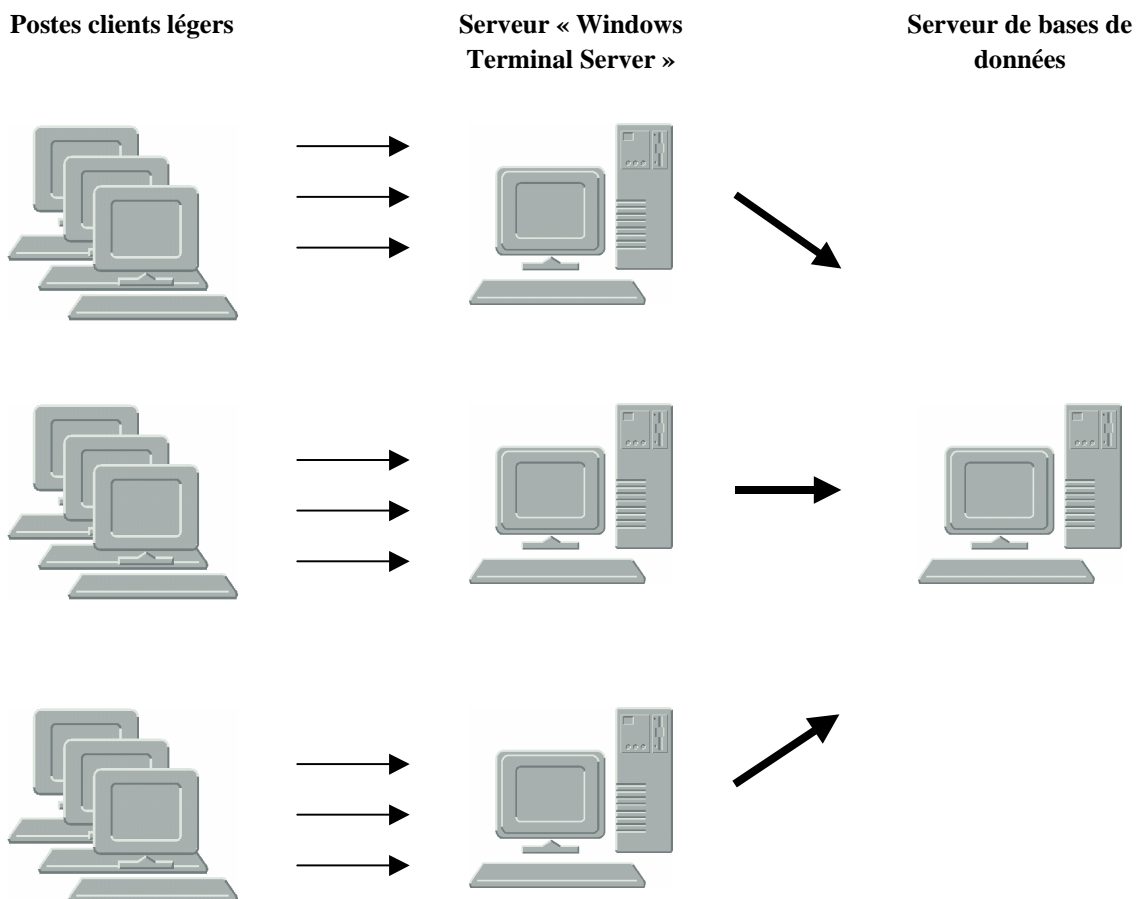 Postes clients légers
Serveur « Windows
Terminal Server »
Serveur de bases de
données